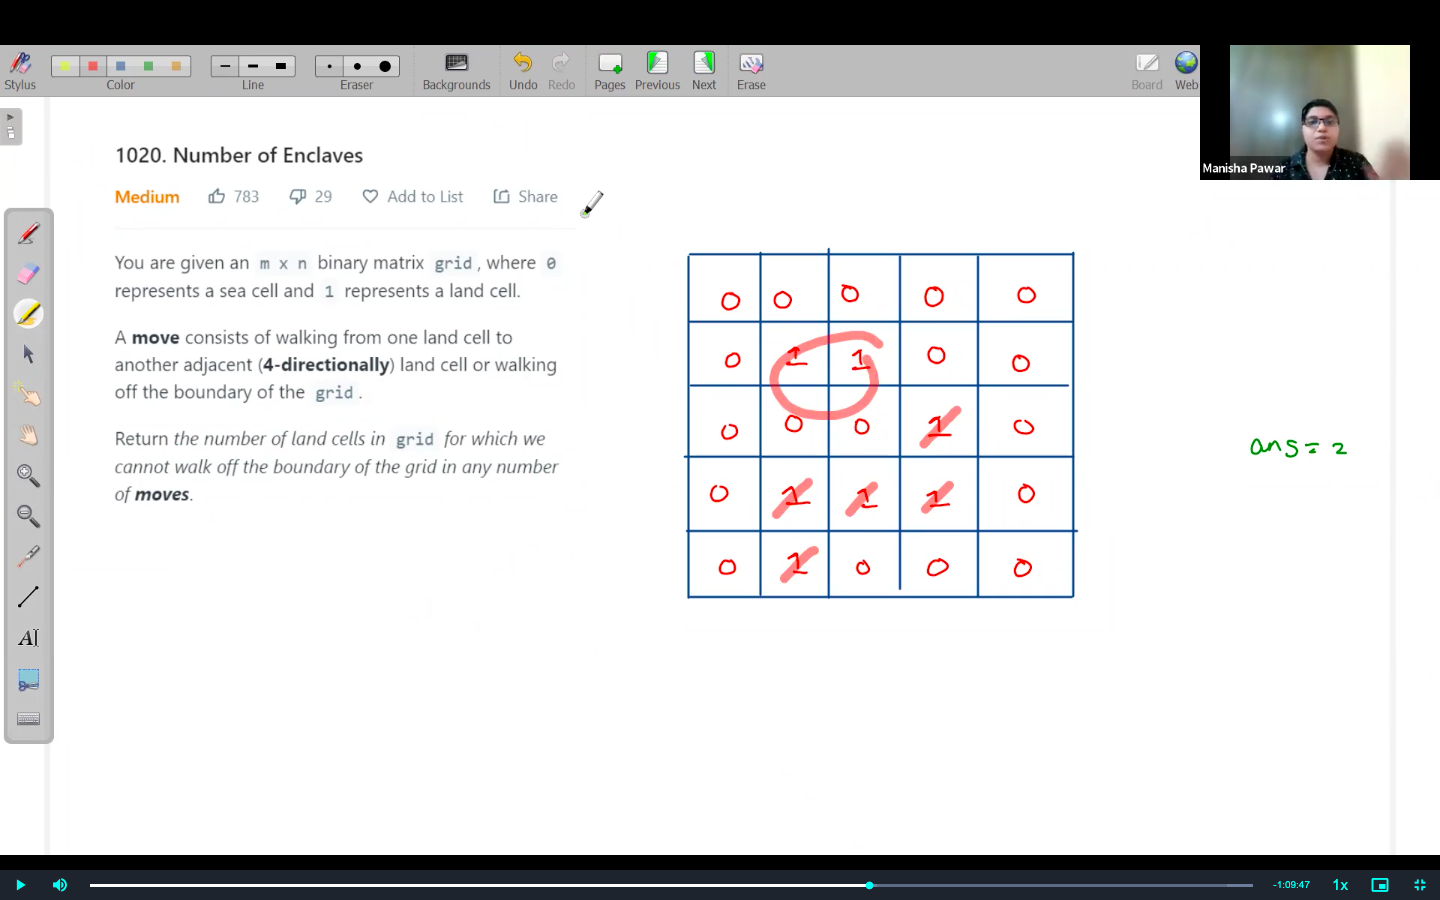 Stylus
Color
Line
Eraser
Backgrounds
Undo
Redo
Pages
Previous
Next
Erase
Board
Web
Manisha Pawar
1020. Number of Enclaves
Medium 783 29 Add to List Share
You are given an m x n binary matrix grid, where 0
represents a sea cell and 1 represents a land cell.
A move consists of walking from one land cell to
another adjacent (4-directionally) land cell or walking
off the boundary of the grid.
Return the number of land cells in grid for which we
cannot walk off the boundary of the grid in any number
of moves.
0 0 0 0 0
0 1 1 0 0
0 0 0 1 0
0 1 1 1 0
0 1 0 0 0
ans = 2
AI
-1:09:47
1x